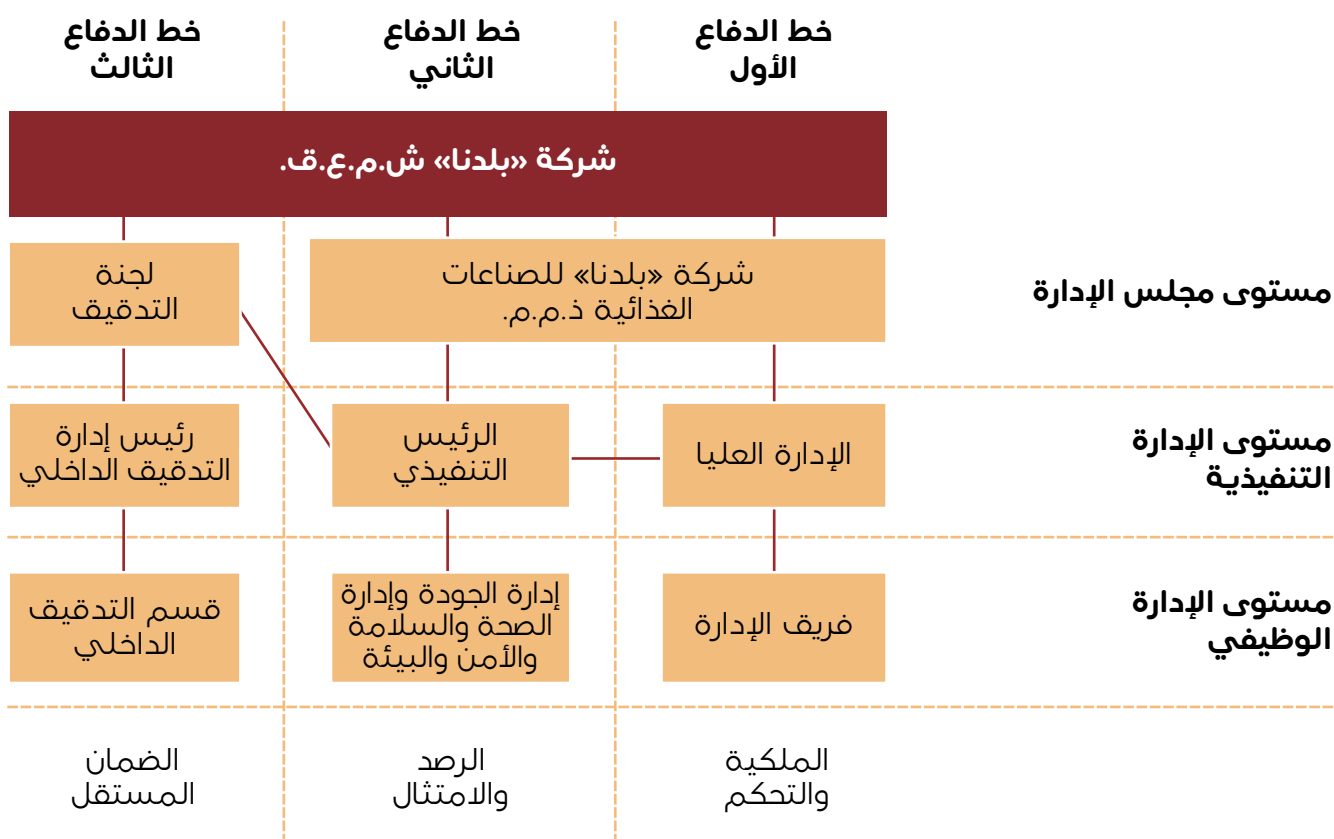 خط الدفاع
الأول
خط الدفاع
الثاني
خط الدفاع
الثالث
شركة «بلدنا» ش.م.ع.ق.
مستوى مجلس الإدارة
شركة «بلدنا» للصناعات
الغذائية ذ.م.م.
لجنة
التدقيق
مستوى الإدارة
التنفيذية
الإدارة العليا
الرئيس
التنفيذي
رئيس إدارة
التدقيق الداخلي
مستوى الإدارة
الوظيفي
فريق الإدارة
إدارة الجودة وإدارة
الصحة والسلامة
والأمن والبيئة
قسم التدقيق
الداخلي
الملكية
والتحكم
الرصد
والامتثال
الضمان
المستقل